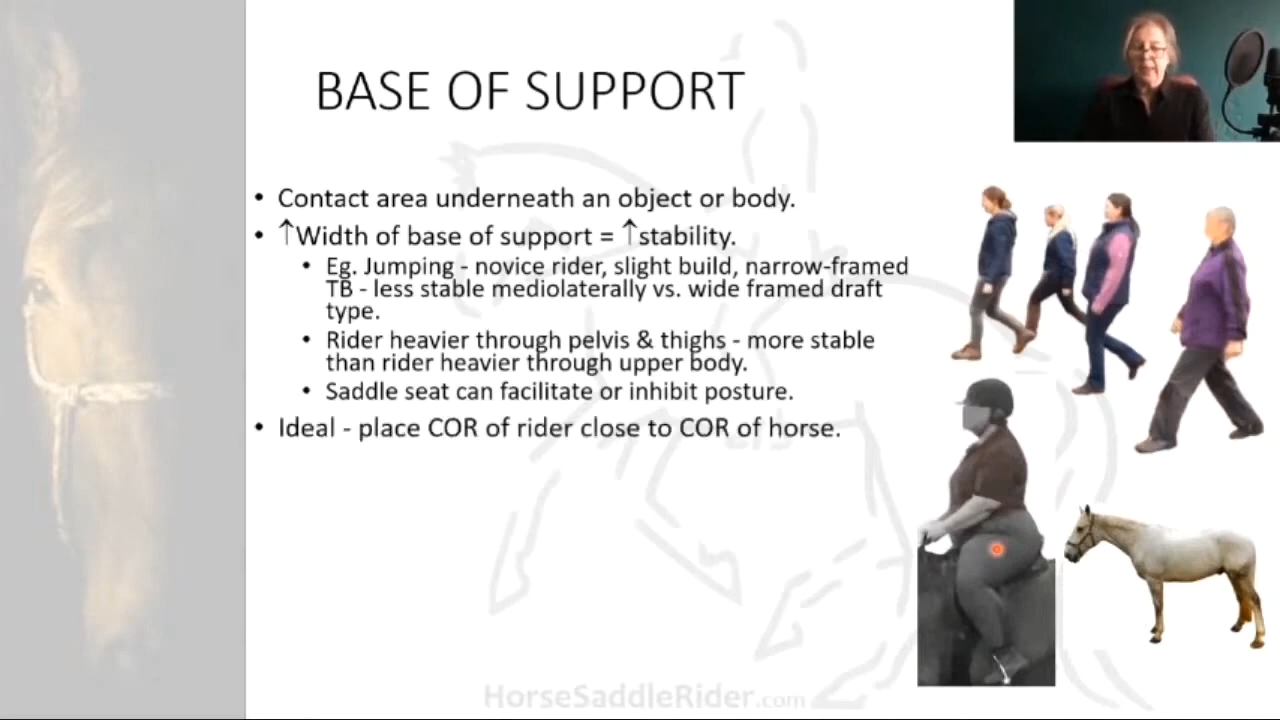 BASE OF SUPPORT
• Contact area underneath an object or body.
• ↑Width of base of support = ↑stability.
• Eg. Jumping - novice rider, slight build, narrow-framed
TB - less stable mediolaterally vs. wide framed draft
type.
• Rider heavier through pelvis & thighs - more stable
than rider heavier through upper body.
• Saddle seat can facilitate or inhibit posture.
• Ideal - place COR of rider close to COR of horse.
HorseSaddleRider.com